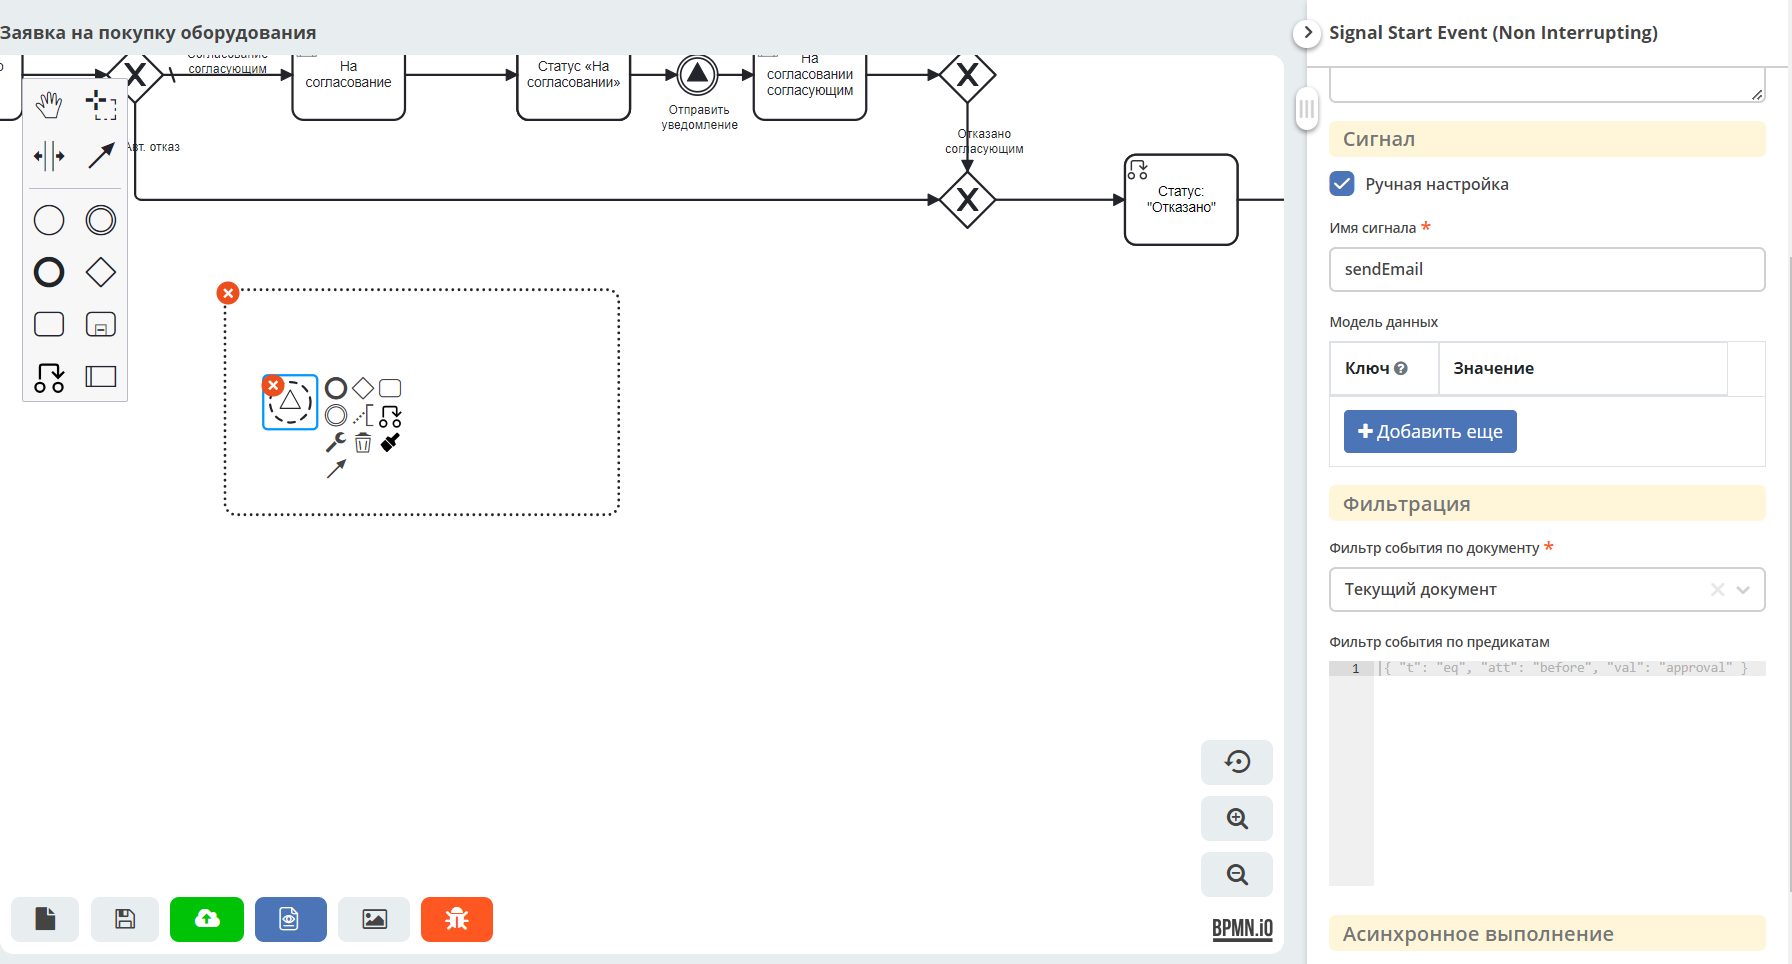 Заявка на покупку оборудования
Согласование
согласующим
На
согласование
Статус «На
согласовании»
Отправить
уведомление
На
согласовании
согласующим
Отказано
согласующим
Авт. отказ
Статус:
"Отказано"
BPMN.iO
Signal Start Event (Non Interrupting)
Сигнал
Ручная настройка
Имя сигнала *
sendEmail
Модель данных
Ключ ?
Значение
+ Добавить еще
Фильтрация
Фильтр события по документу *
Текущий документ
Фильтр события по предикатам
1 { "t": "eq", "att": "before", "val": "approval" }
Асинхронное выполнение